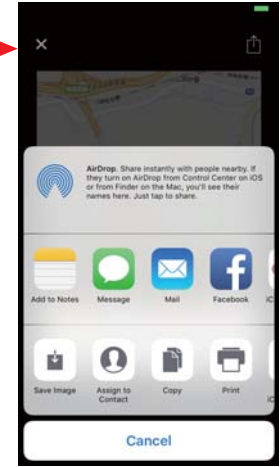 AirDrop. Share instantly with people nearby. If
they turn on AirDrop from Control Center on iOS
or from Finder on the Mac, you'll see their
names here. Just tap to share.
Add to Notes
Message
Mail
Facebook
Save Image
Assign to
Contact
Copy
Print
Cancel